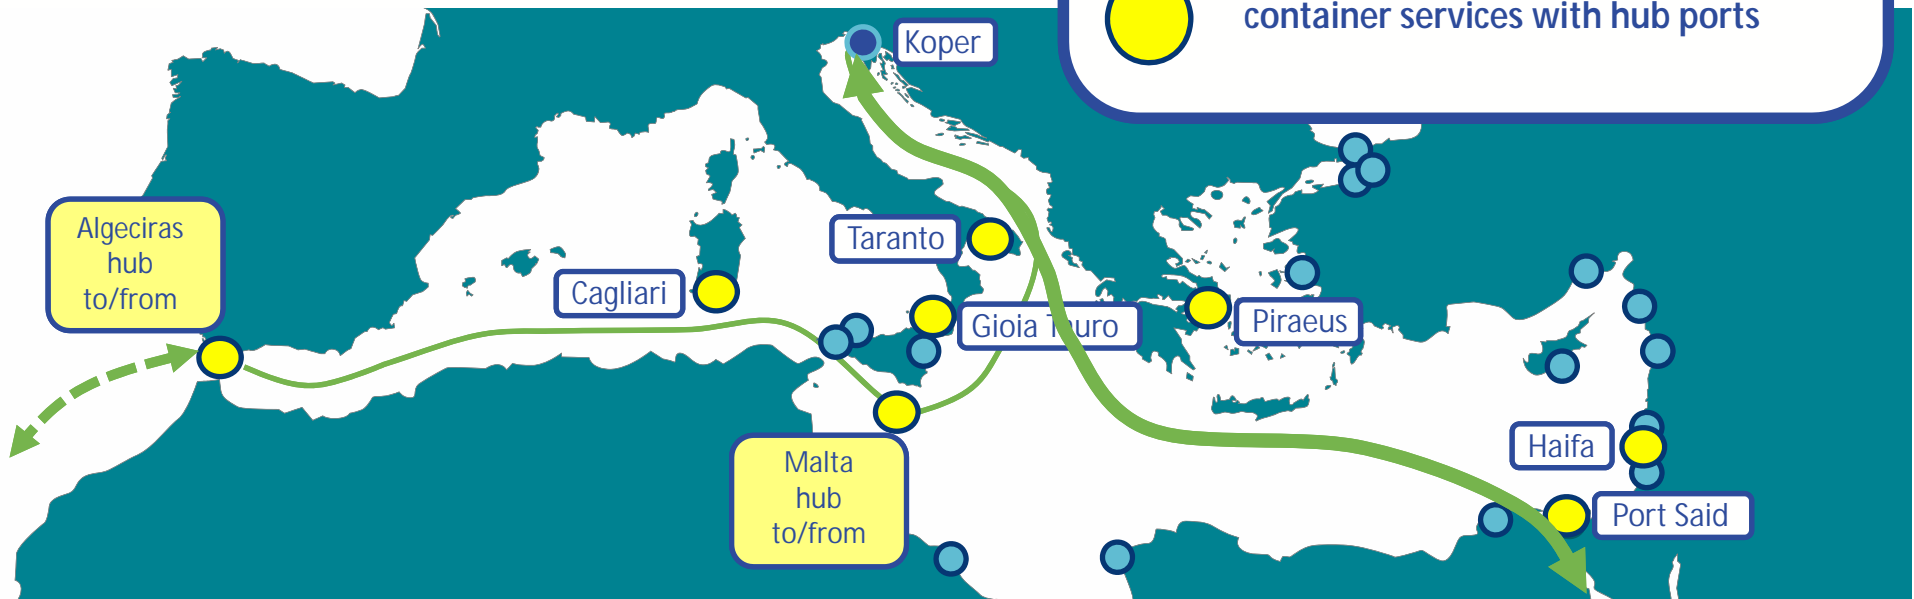 container services with hub ports
Koper
Algeciras
hub
to/from
Taranto
Cagliari
Gioia Tauro
Piraeus
Malta
hub
to/from
Haifa
Port Said